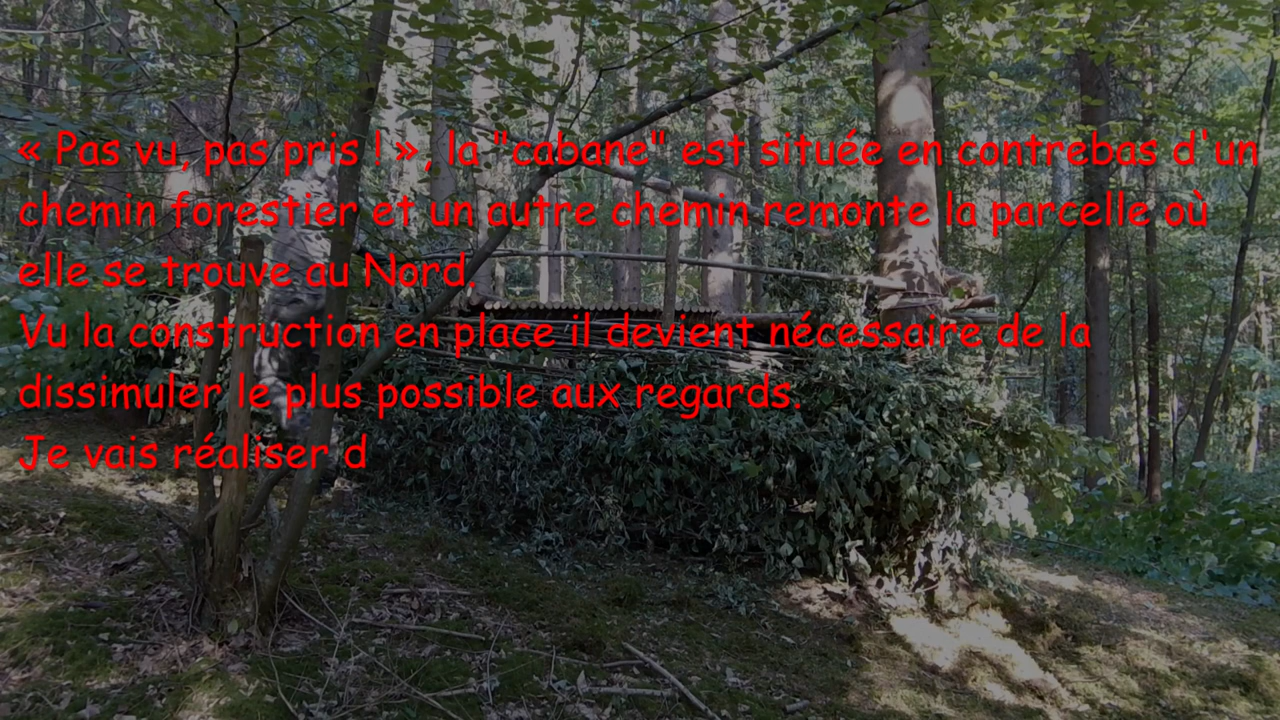 « Pas vu, pas pris ! », la "cabane" est située en contrebas d'un
chemin forestier et un autre chemin remonte la parcelle où
elle se trouve au Nord.
Vu la construction en place il devient nécessaire de la
dissimuler le plus possible aux regards.
Je vais réaliser d